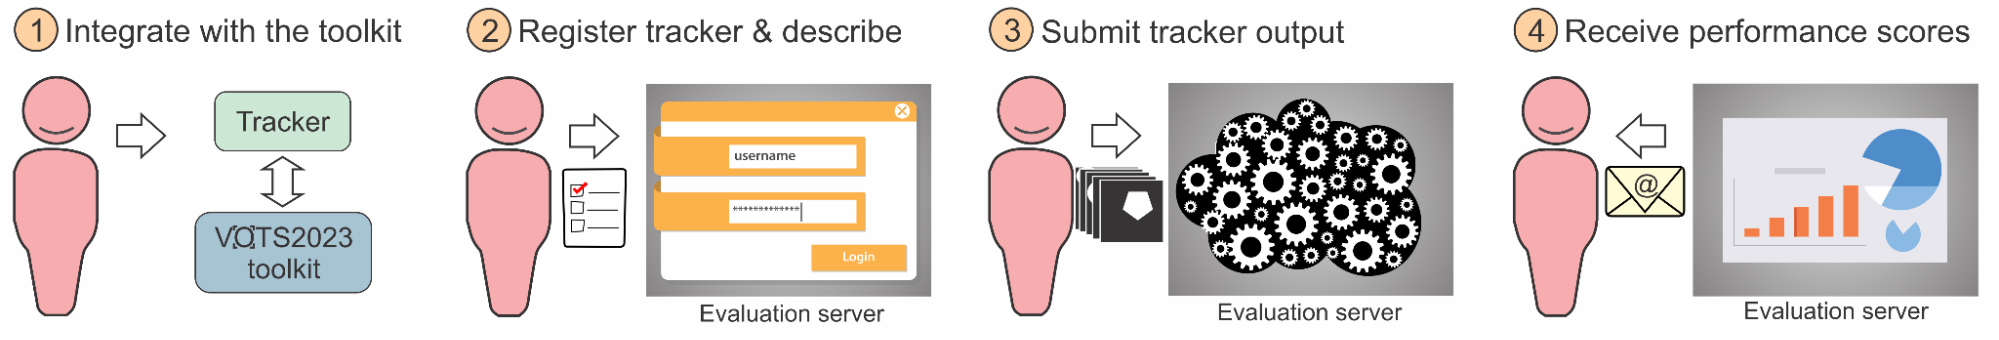 1 Integrate with the toolkit
Tracker
VOTS2023
toolkit
2 Register tracker & describe
username
*************
Login
Evaluation server
3 Submit tracker output
Evaluation server
4 Receive performance scores
@
Evaluation server